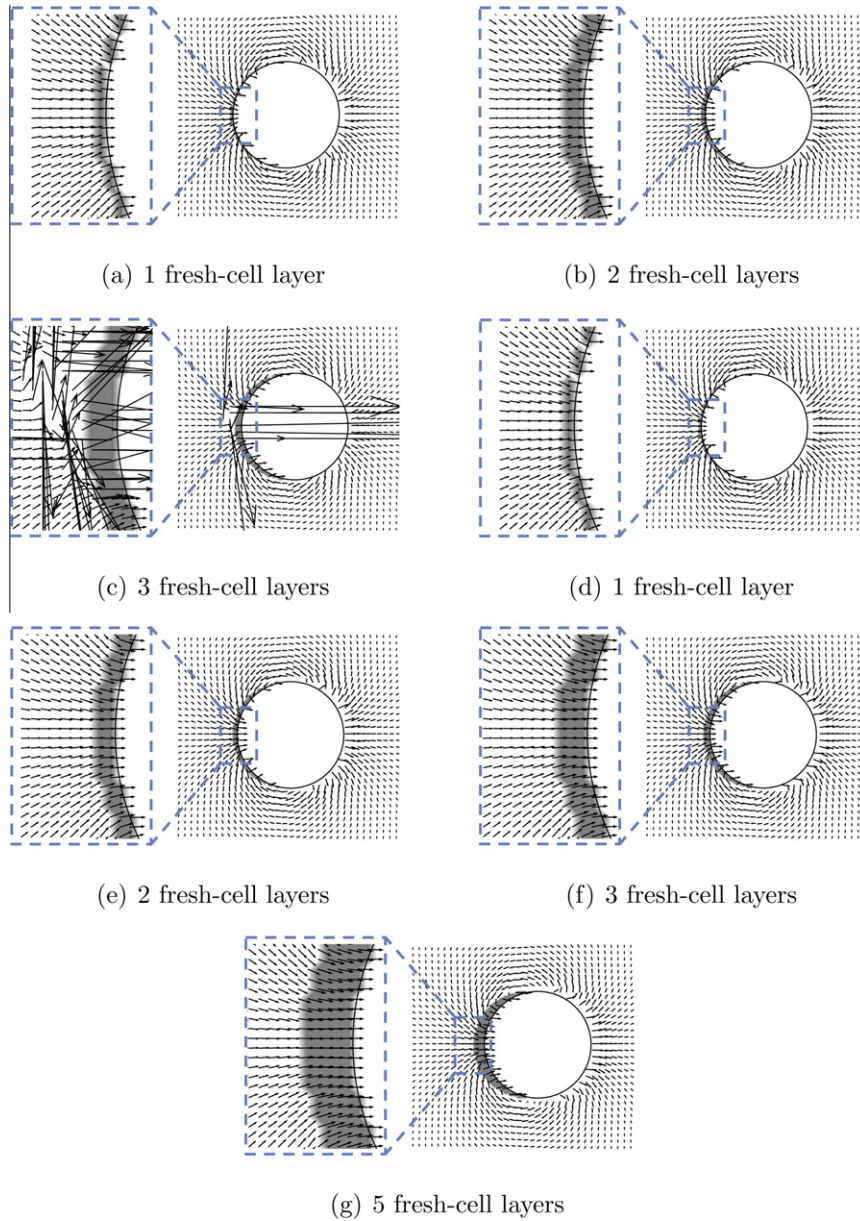 (a) 1 fresh-cell layer
(b) 2 fresh-cell layers
(c) 3 fresh-cell layers
(d) 1 fresh-cell layer
(e) 2 fresh-cell layers
(f) 3 fresh-cell layers
(g) 5 fresh-cell layers